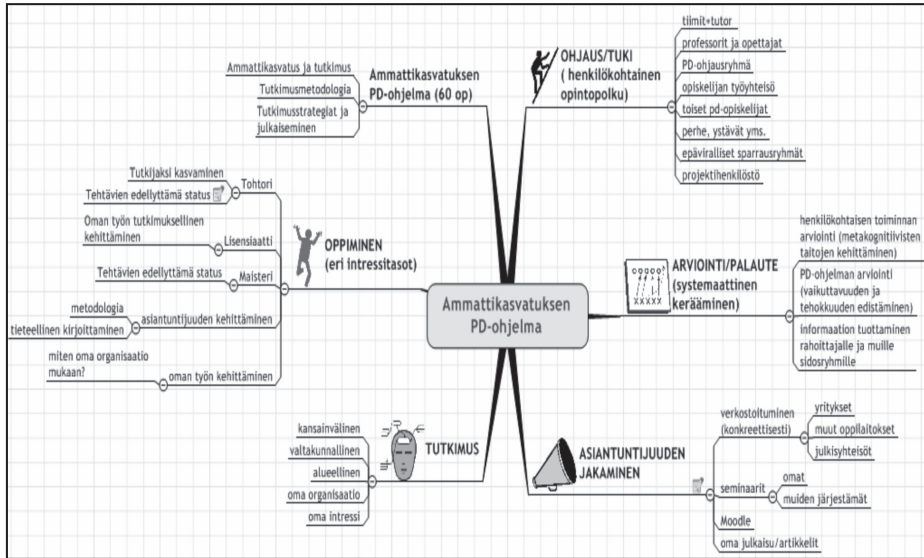 Ammattikasvatuksen
PD-ohjelma
Ammattikasvatuksen
PD-ohjelma (60 op)
Ammattikasvatus ja tutkimus
Tutkimusmetodologia
Tutkimusstrategiat ja
julkaiseminen
OHJAUS/TUKI
( henkilökohtainen
opintopolku)
tiimit+tutor
professorit ja opettajat
PD-ohjausryhmä
opiskelijan työyhteisö
toiset pd-opiskelijat
perhe, ystävät yms.
epäviralliset sparrausryhmät
projektihenkilöstö
OPPIMINEN
(eri intressitasot)
Tohtori
Tutkijaksi kasvaminen
Tehtävien edellyttämä status
Lisensiaatti
Oman työn tutkimuksellinen
kehittäminen
Maisteri
Tehtävien edellyttämä status
asiantuntijuuden kehittäminen
metodologia
tieteellinen kirjoittaminen
oman työn kehittäminen
miten oma organisaatio
mukaan?
ARVIOINTI/PALAUTE
(systemaattinen
kerääminen)
henkilökohtaisen toiminnan
arviointi (metakognitiivisten
taitojen kehittäminen)
PD-ohjelman arviointi
(vaikuttavuuden ja
tehokkuuden edistäminen)
informaation tuottaminen
rahoittajalle ja muille
sidosryhmille
TUTKIMUS
kansainvälinen
valtakunnallinen
alueellinen
oma organisaatio
oma intressi
ASIANTUNTIJUUDEN
JAKAMINEN
verkostoituminen
(konkreettisesti)
yritykset
muut oppilaitokset
julkisyhteisöt
seminaarit
omat
muiden järjestämät
Moodle
oma julkaisu/artikkelit